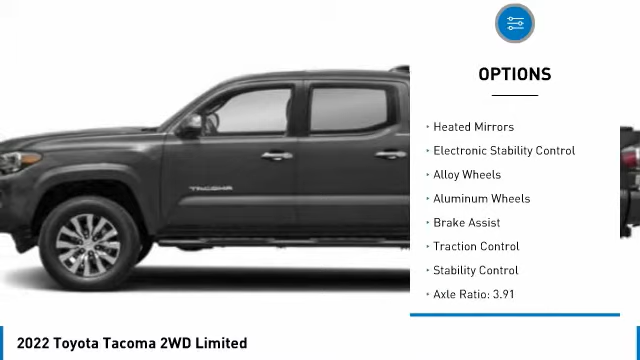 OPTIONS
• Heated Mirrors
• Electronic Stability Control
• Alloy Wheels
• Aluminum Wheels
• Brake Assist
• Traction Control
• Stability Control
• Axle Ratio: 3.91
TACOMA
2022 Toyota Tacoma 2WD Limited